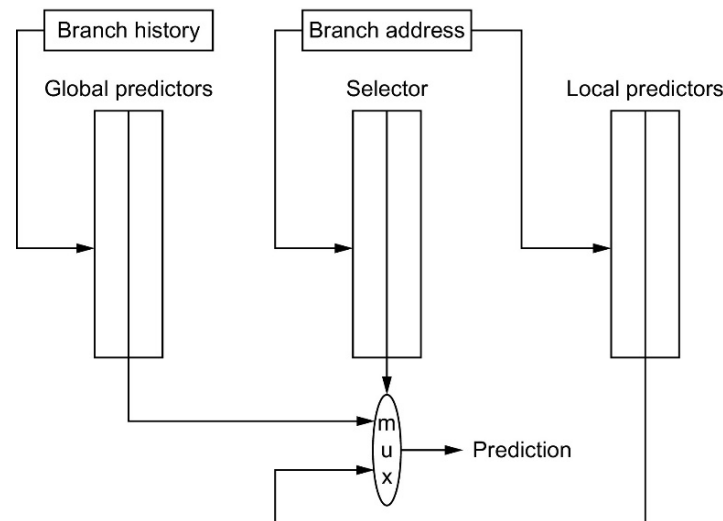 Branch history
Branch address
Global predictors
Selector
Local predictors
m
u
x
Prediction